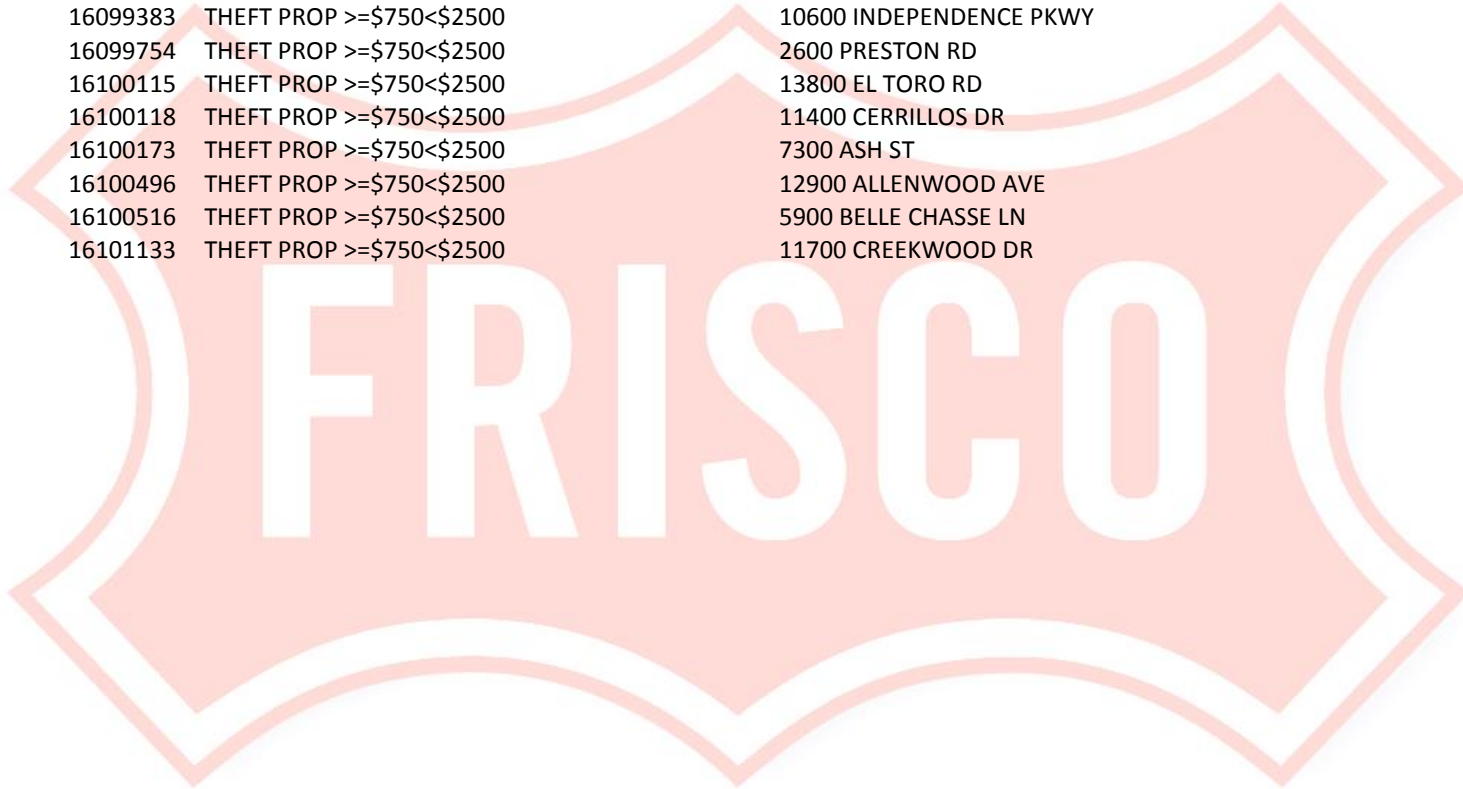 16099383 THEFT PROP >=$750<$2500 10600 INDEPENDENCE PKWY
16099754 THEFT PROP >=$750<$2500 2600 PRESTON RD
16100115 THEFT PROP >=$750<$2500 13800 EL TORO RD
16100118 THEFT PROP >=$750<$2500 11400 CERRILLOS DR
16100173 THEFT PROP >=$750<$2500 7300 ASH ST
16100496 THEFT PROP >=$750<$2500 12900 ALLENWOOD AVE
16100516 THEFT PROP >=$750<$2500 5900 BELLE CHASSE LN
16101133 THEFT PROP >=$750<$2500 11700 CREEKWOOD DR
FRISCO